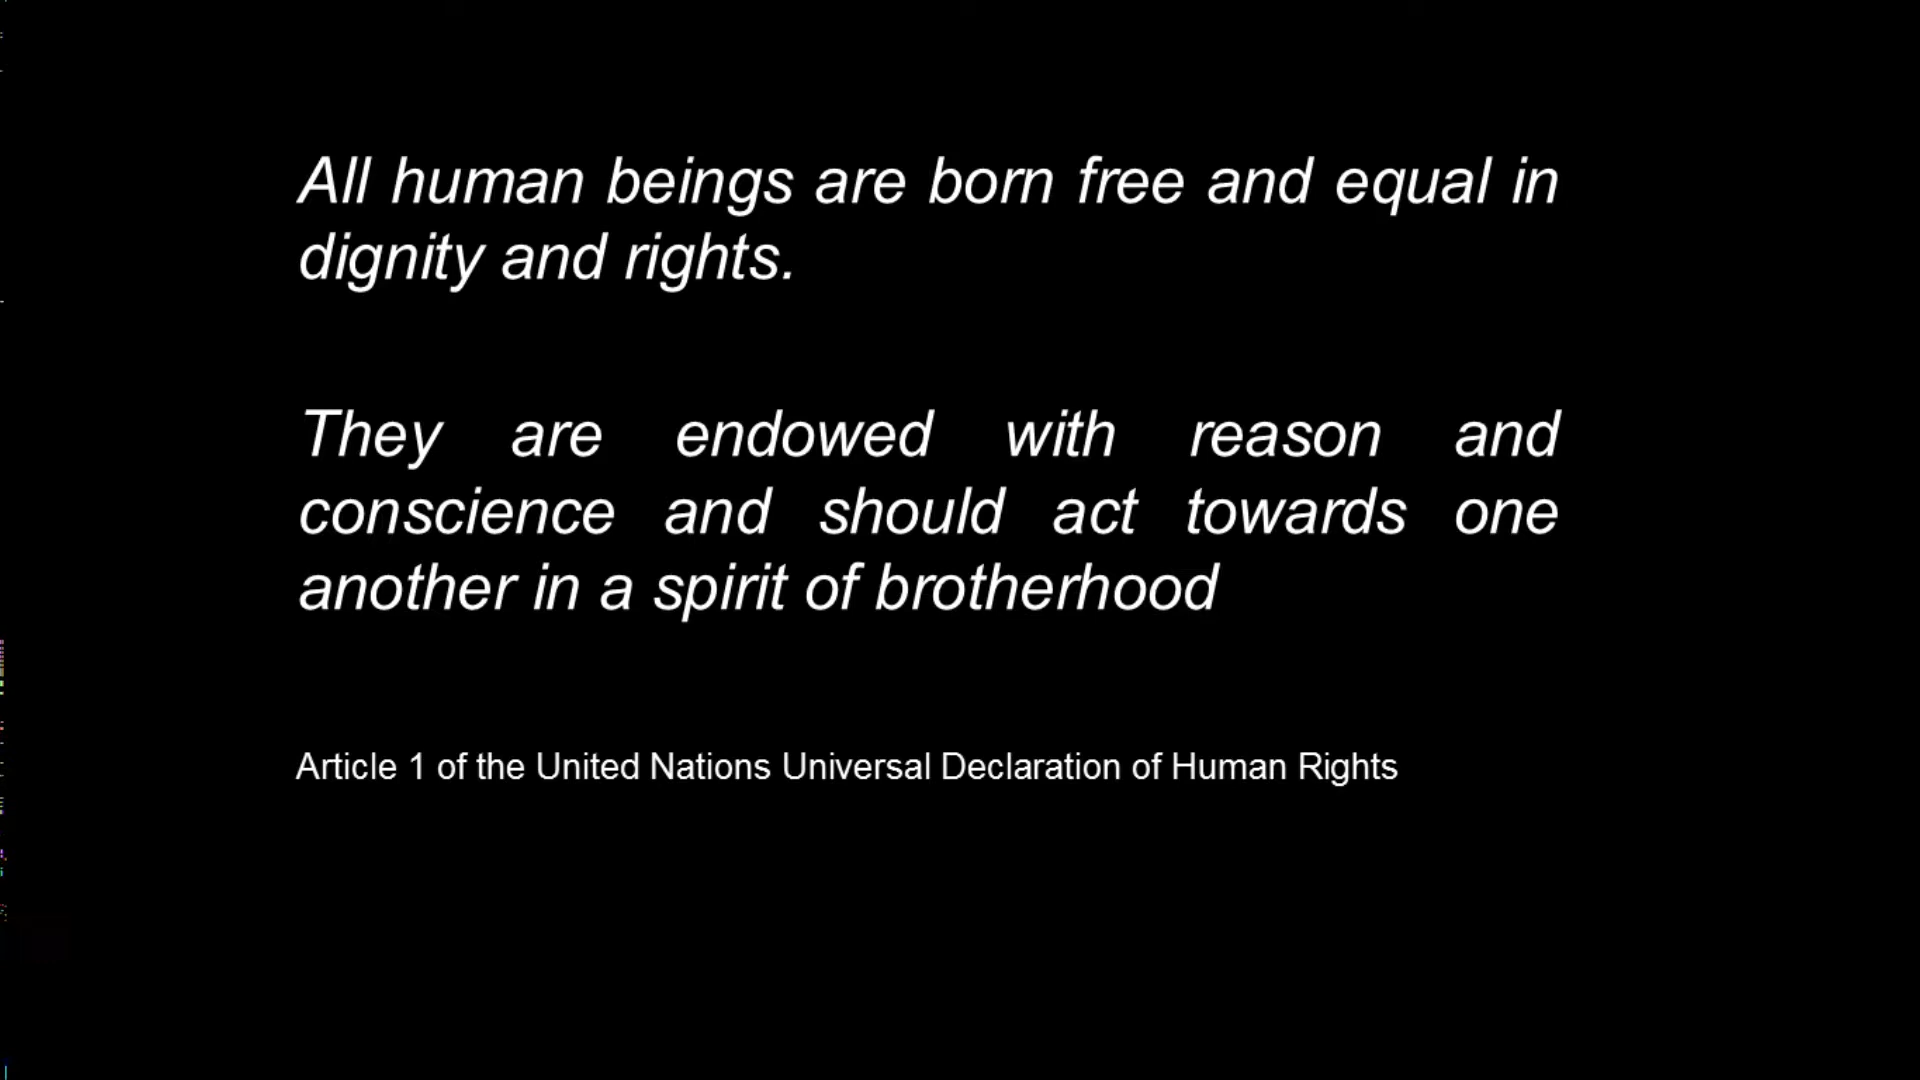 All human beings are born free and equal in
dignity and rights.
They are endowed with reason and
conscience and should act towards one
another in a spirit of brotherhood
Article 1 of the United Nations Universal Declaration of Human Rights